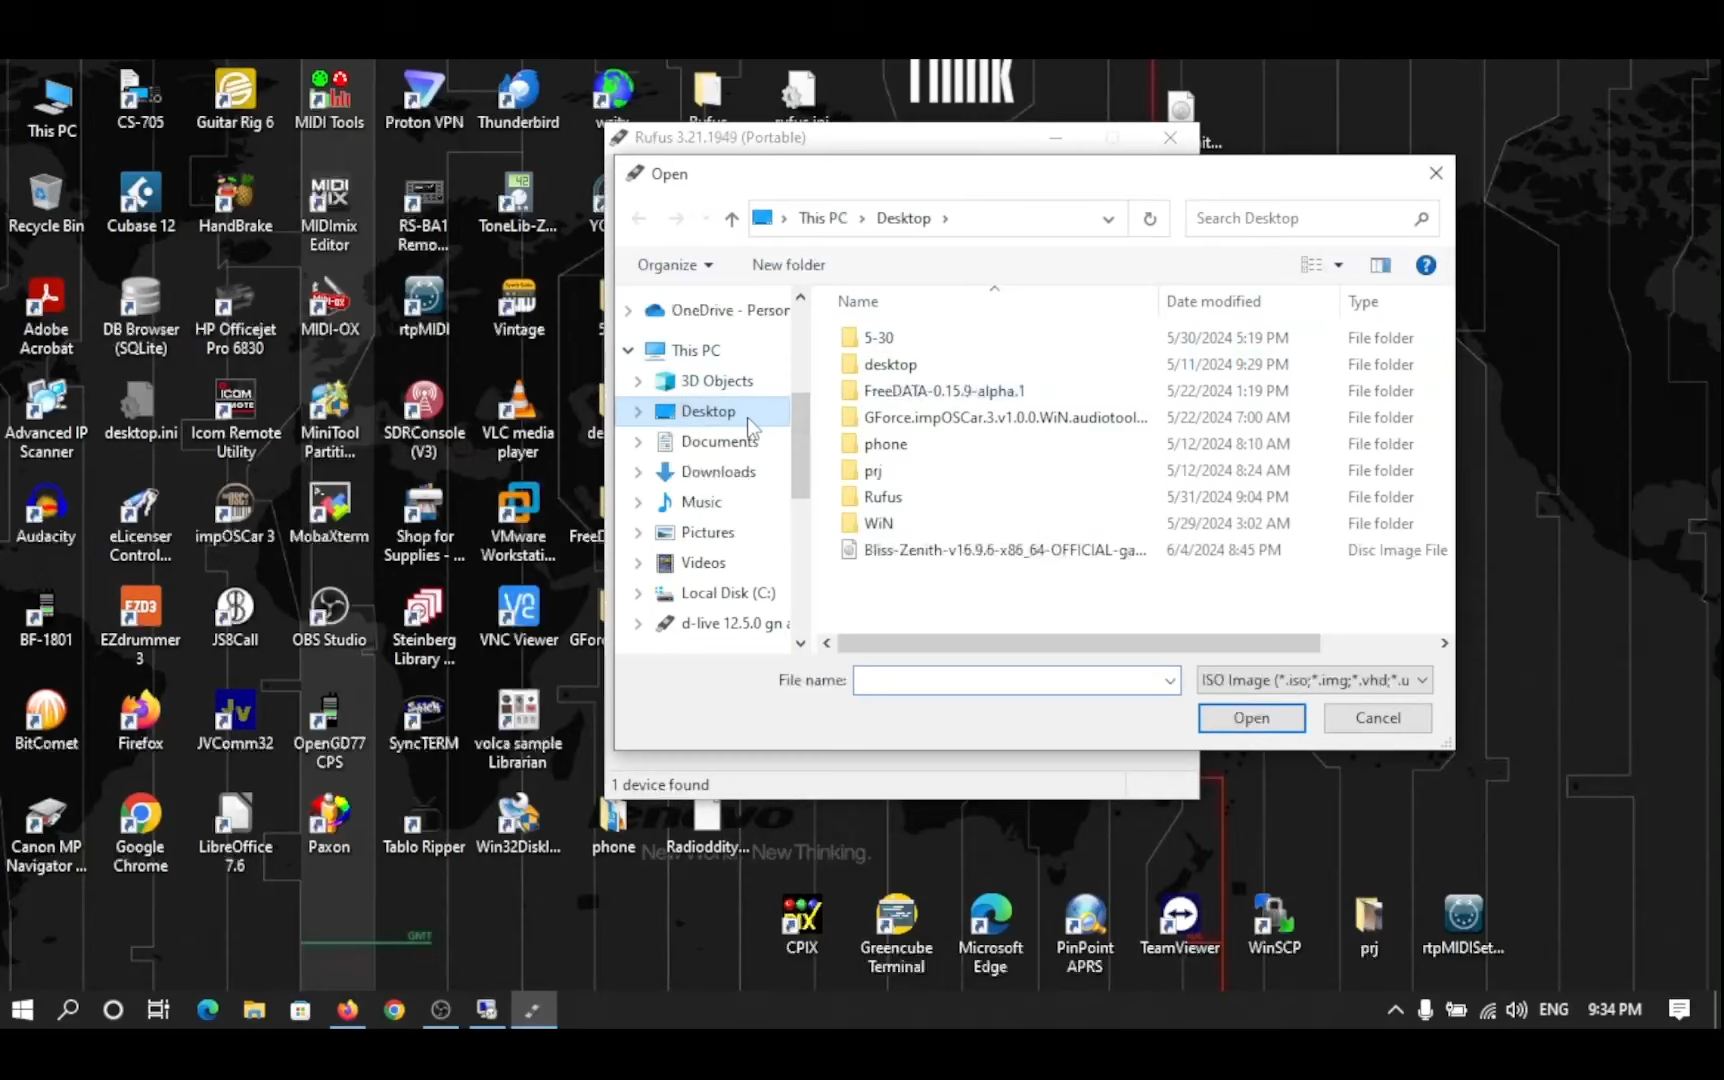 This PC
CS-705
Guitar Rig 6
MIDI Tools
Proton VPN
Thunderbird
Rufus 3.21.1949 (Portable)
Open
This PC
Desktop
Search Desktop
Organize
New folder
Recycle Bin
Cubase 12
HandBrake
MIDImix
Editor
RS-BA1
Remo...
ToneLib-Z...
Adobe
Acrobat
DB Browser
(SQLite)
HP Officejet
Pro 6830
MIDI-OX
rtpMIDI
Vintage
Advanced IP
Scanner
desktop.ini
Icom Remote
Utility
MiniTool
Partiti...
SDRConsole
(V3)
VLC media
player
Audacity
eLicenser
Control...
impOSCar 3
MobaXterm
Shop for
Supplies - ...
VMware
Workstati...
BF-1801
EZdrummer
3
JS8Call
OBS Studio
Steinberg
Library ...
VNC Viewer
BitComet
Firefox
JVComm32
OpenGD77
CPS
SyncTERM
volca sample
Librarian
Canon MP
Navigator ...
Google
Chrome
LibreOffice
7.6
Paxon
Tablo Ripper
Win32DiskI...
phone
Radioddity...
OneDrive - Person
This PC
3D Objects
Desktop
Documents
Downloads
Music
Pictures
Videos
Local Disk (C:)
d-live 12.5.0 gn a
Name Date modified Type
5-30 5/30/2024 5:19 PM File folder
desktop 5/11/2024 9:29 PM File folder
FreeDATA-0.15.9-alpha.1 5/22/2024 1:19 PM File folder
GForce.impOSCar.3.v1.0.0.WiN.audiotool... 5/22/2024 7:00 AM File folder
phone 5/12/2024 8:10 AM File folder
prj 5/12/2024 8:24 AM File folder
Rufus 5/31/2024 9:04 PM File folder
WiN 5/29/2024 3:02 AM File folder
Bliss-Zenith-v16.9.6-x86_64-OFFICIAL-ga... 6/4/2024 8:45 PM Disc Image File
File name:
ISO Image (*.iso;*.img;*.vhd;*.u
Open
Cancel
1 device found
New World. New Thinking.
GMT
CPIX
Greencube
Terminal
Microsoft
Edge
PinPoint
APRS
TeamViewer
WinSCP
prj
rtpMIDISet...
ENG
9:34 PM